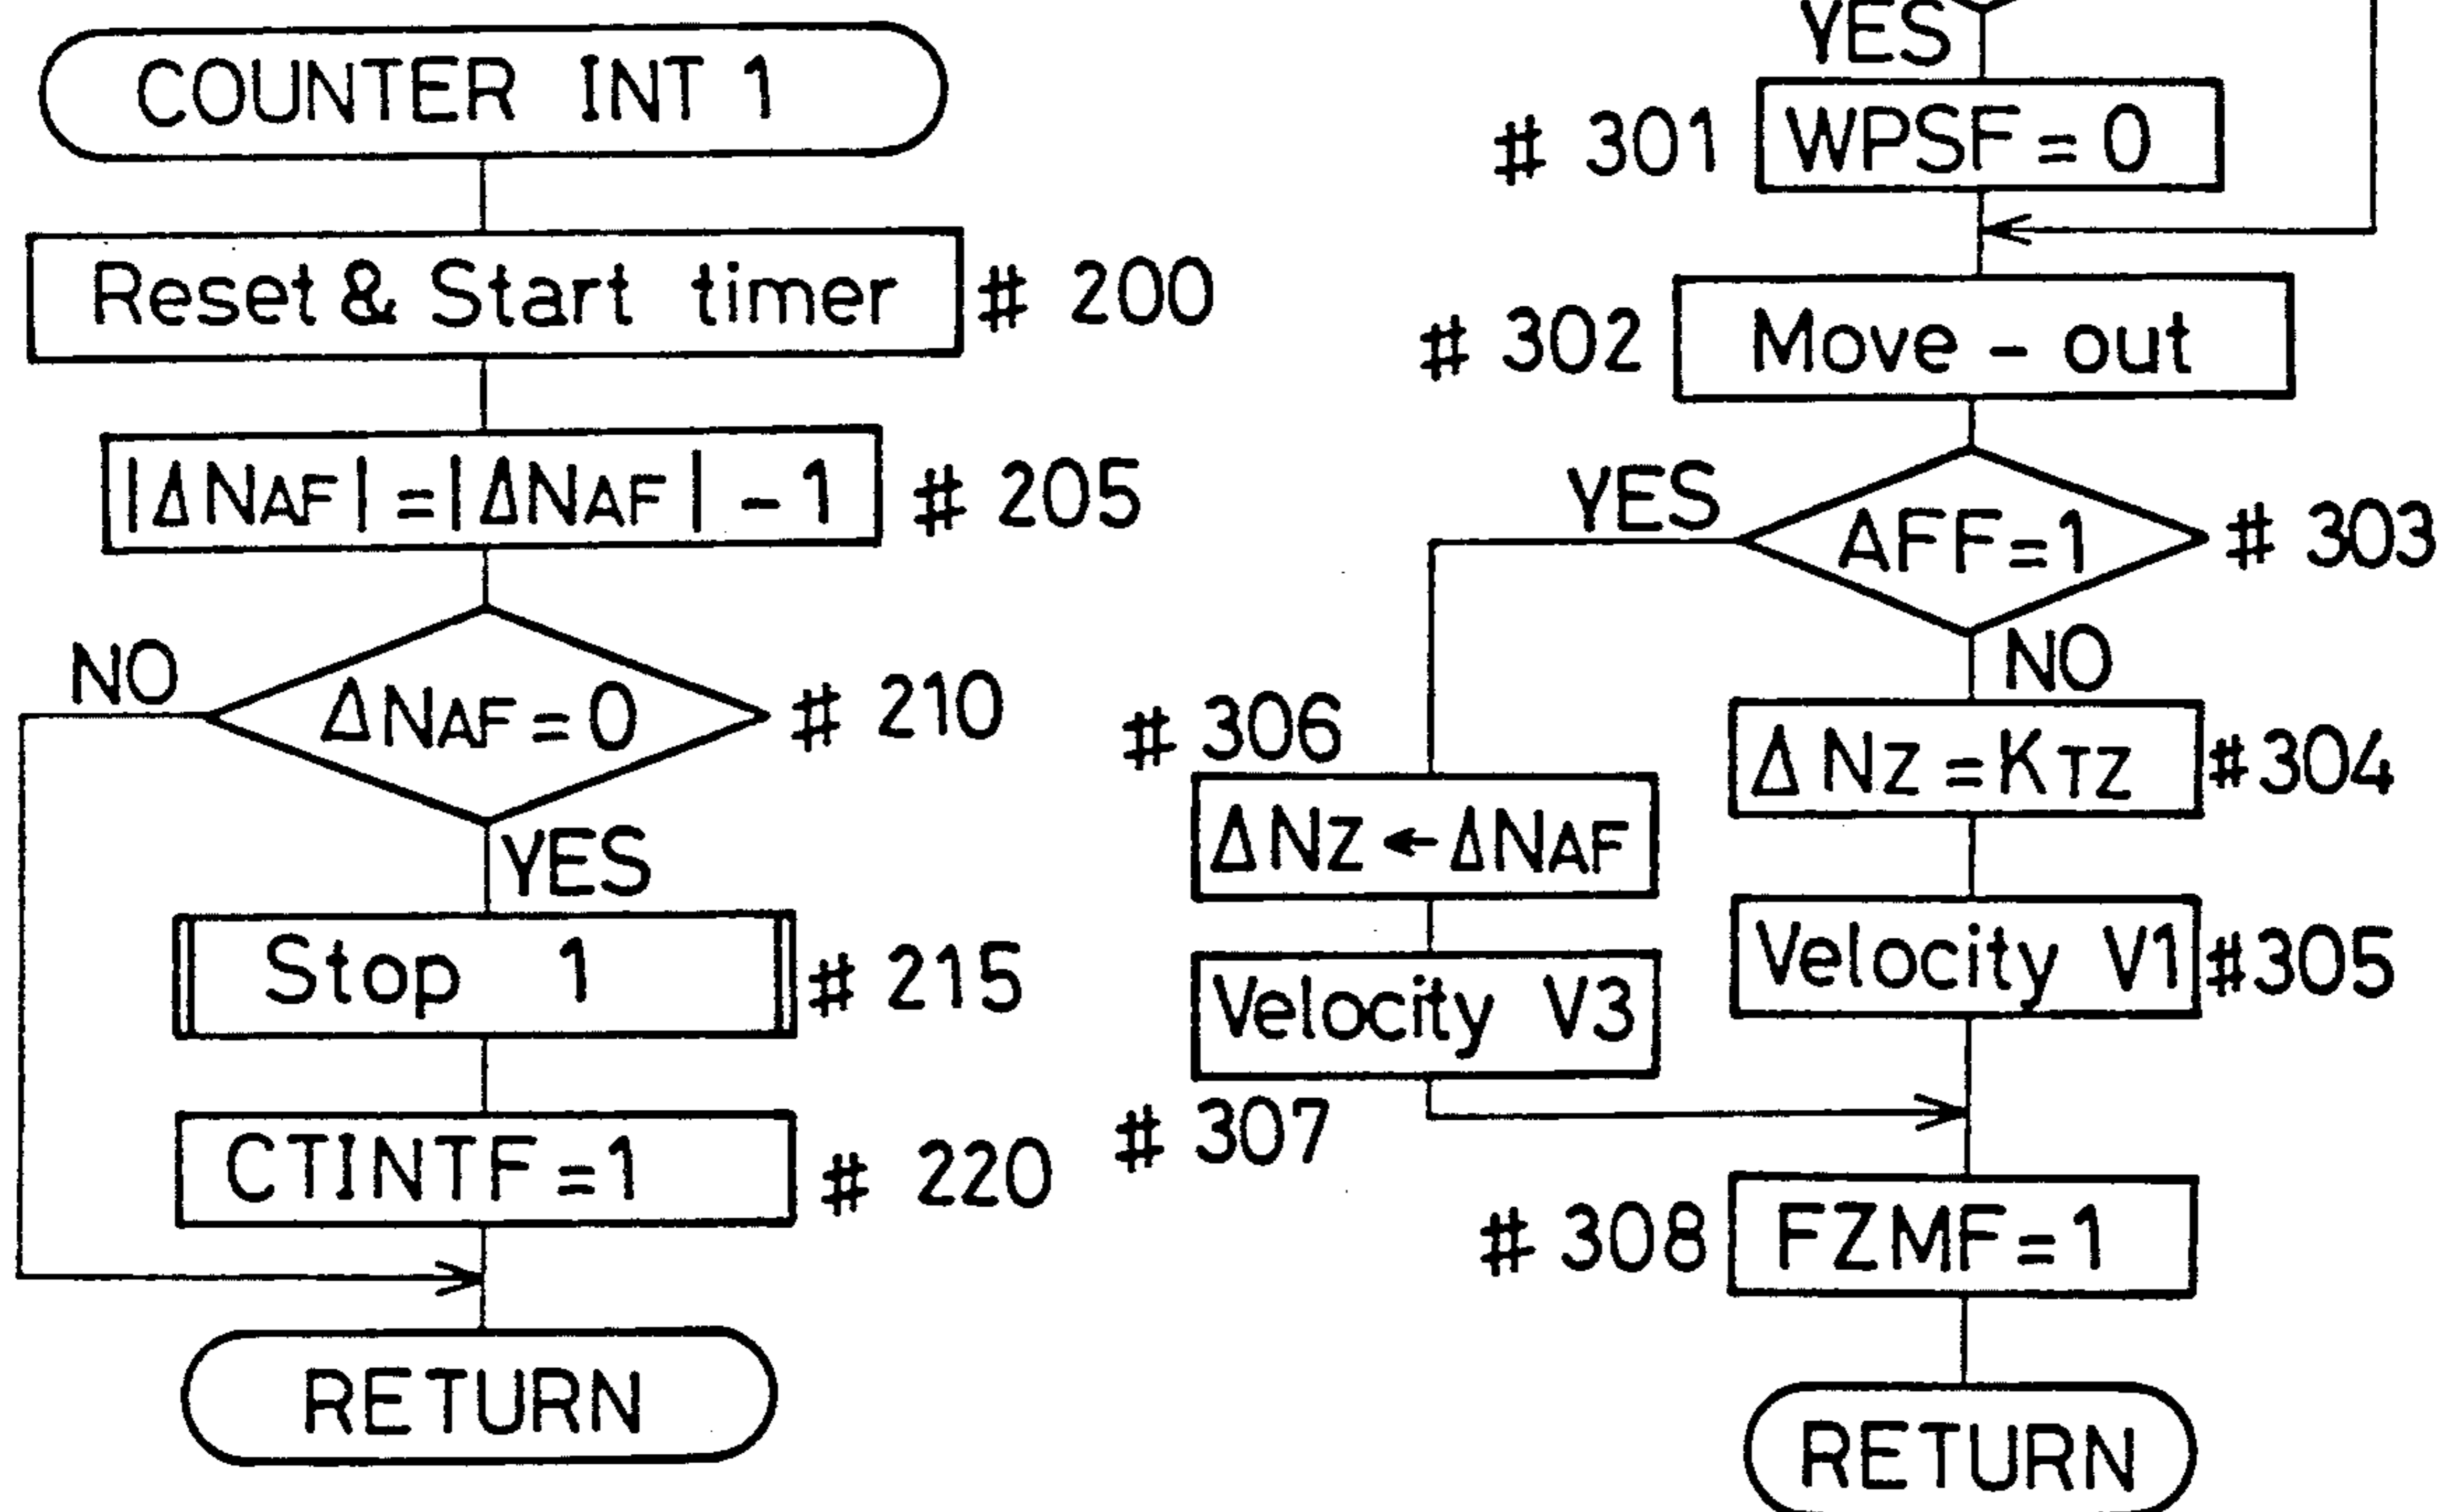 COUNTER INT 1
Reset & Start timer # 200
|ΔNAF| = |ΔNAF| - 1 # 205
NO
ΔNAF = 0 # 210
YES
Stop 1 # 215
CTINTF = 1 # 220
RETURN
YES
# 301 WPSF = 0
# 302 Move - out
YES
AFF = 1 # 303
NO
# 306
ΔNZ ← ΔNAF
Velocity V3
# 307
ΔNZ = KTZ #304
Velocity V1 #305
# 308 FZMF = 1
RETURN